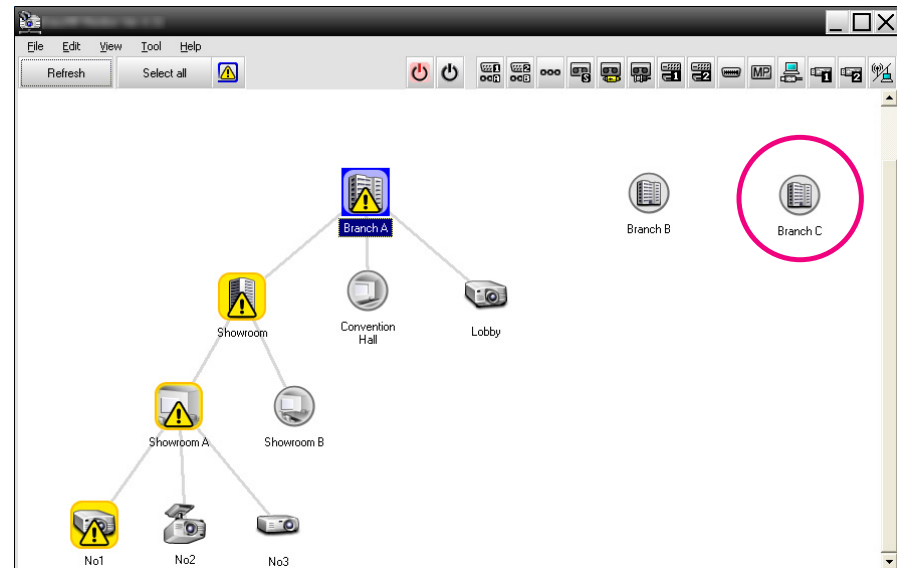 File Edit View Tool Help
Refresh Select all
MP
Branch A
Branch B
Branch C
Showroom
Convention
Hall
Lobby
Showroom A
Showroom B
No1
No2
No3